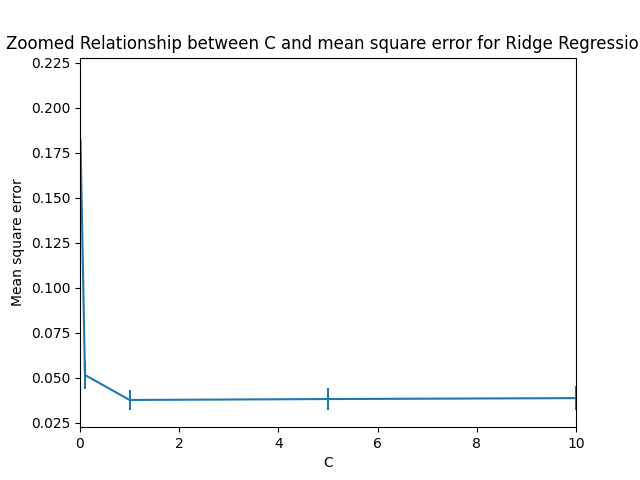 Zoomed Relationship between C and mean square error for Ridge Regressio
0.225
0.200
0.175
0.150
0.125
0.100
0.075
0.050
0.025
Mean square error
0 2 4 6 8 10
C